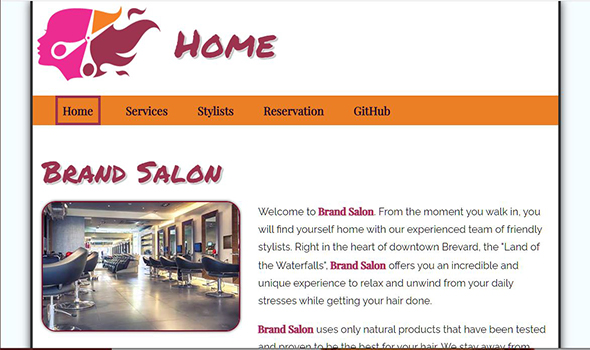 Home
Home Services Stylists Reservation GitHub
Brand Salon
Welcome to Brand Salon. From the moment you walk in, you
will find yourself home with our experienced team of friendly
stylists. Right in the heart of downtown Brevard, the "Land of
the Waterfalls", Brand Salon offers you an incredible and
unique experience to relax and unwind from your daily
stresses while getting your hair done.
Brand Salon uses only natural products that have been tested
and proven to be the best for your hair. We stay away from